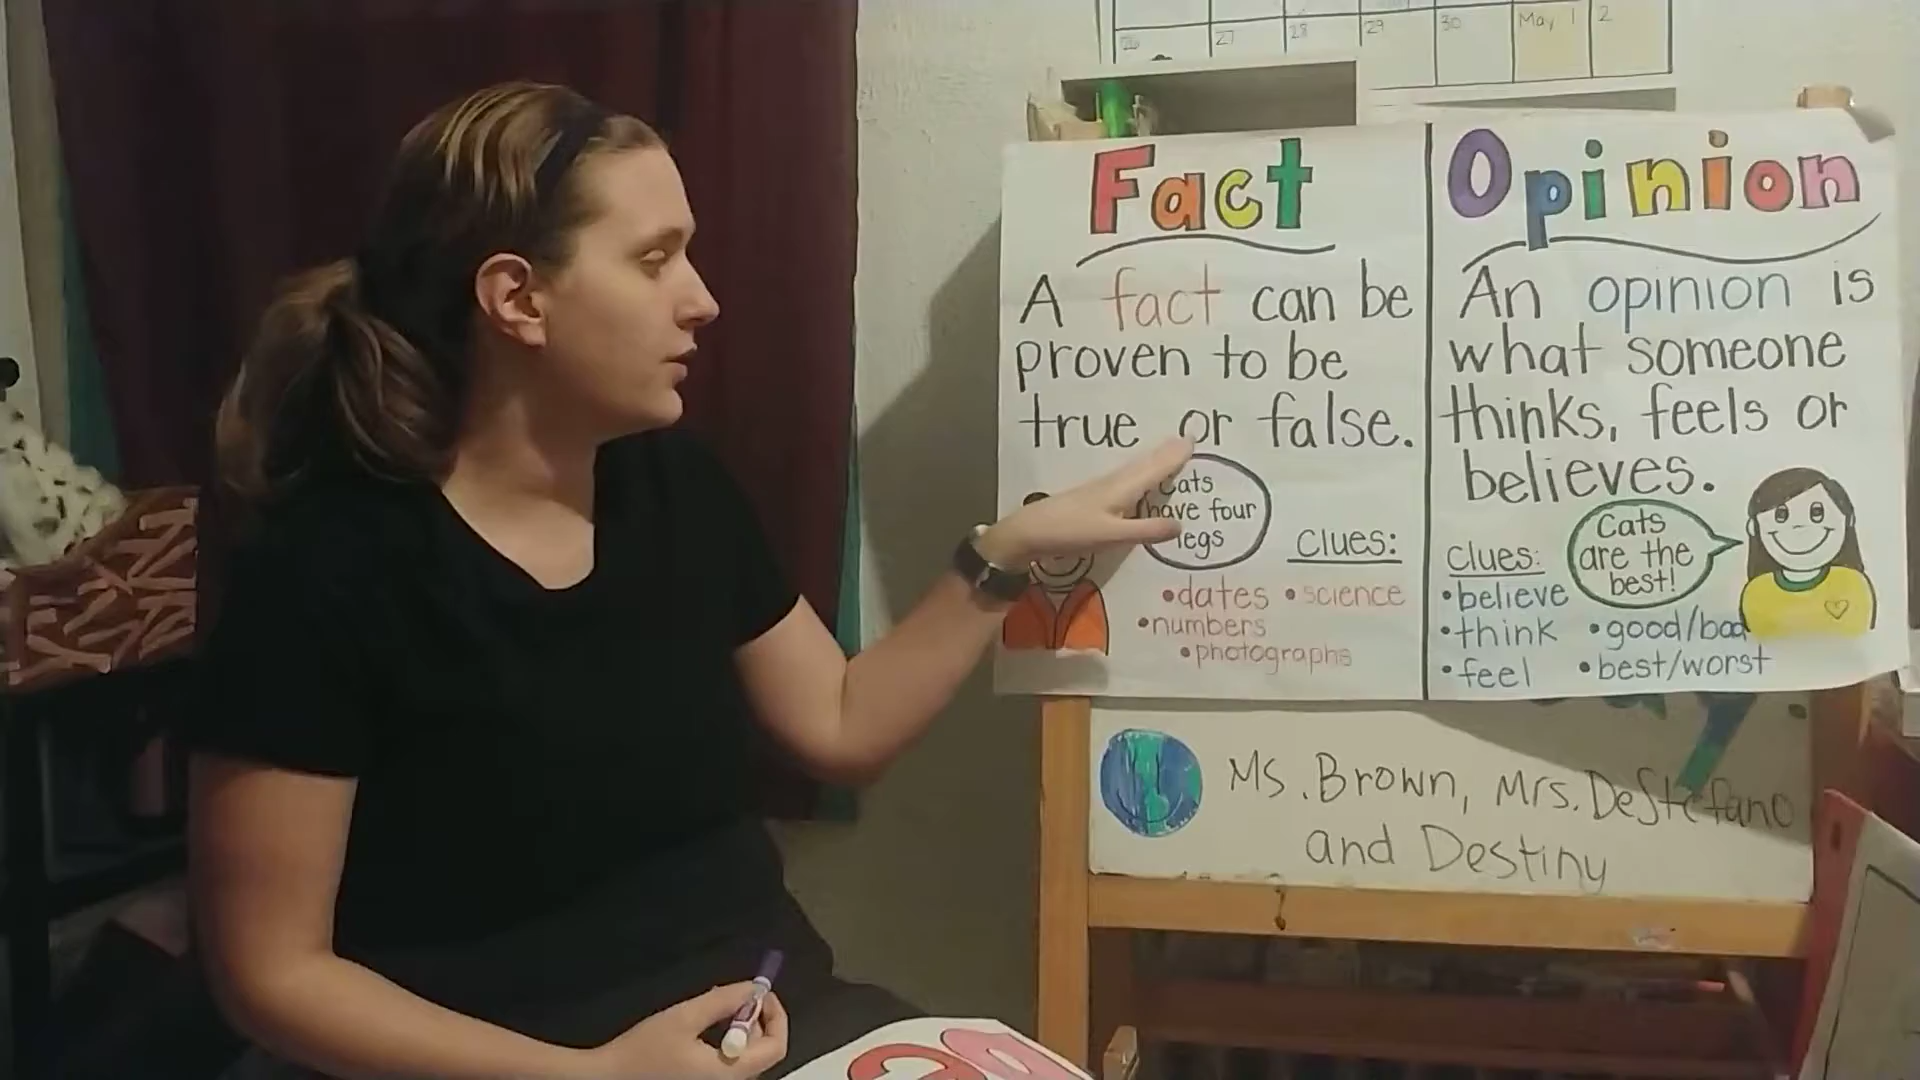 26 27 28 29 30 May 1 2
Fact
A fact can be
proven to be
true or false.
Cats
have four
legs
Clues:
•dates •science
•numbers
•photographs
Opinion
An opinion is
what someone
thinks, feels or
believes.
Cats
are the
best!
Clues:
•believe
•think •good/bad
•feel •best/worst
Ms. Brown, Mrs. DeStefano
and Destiny